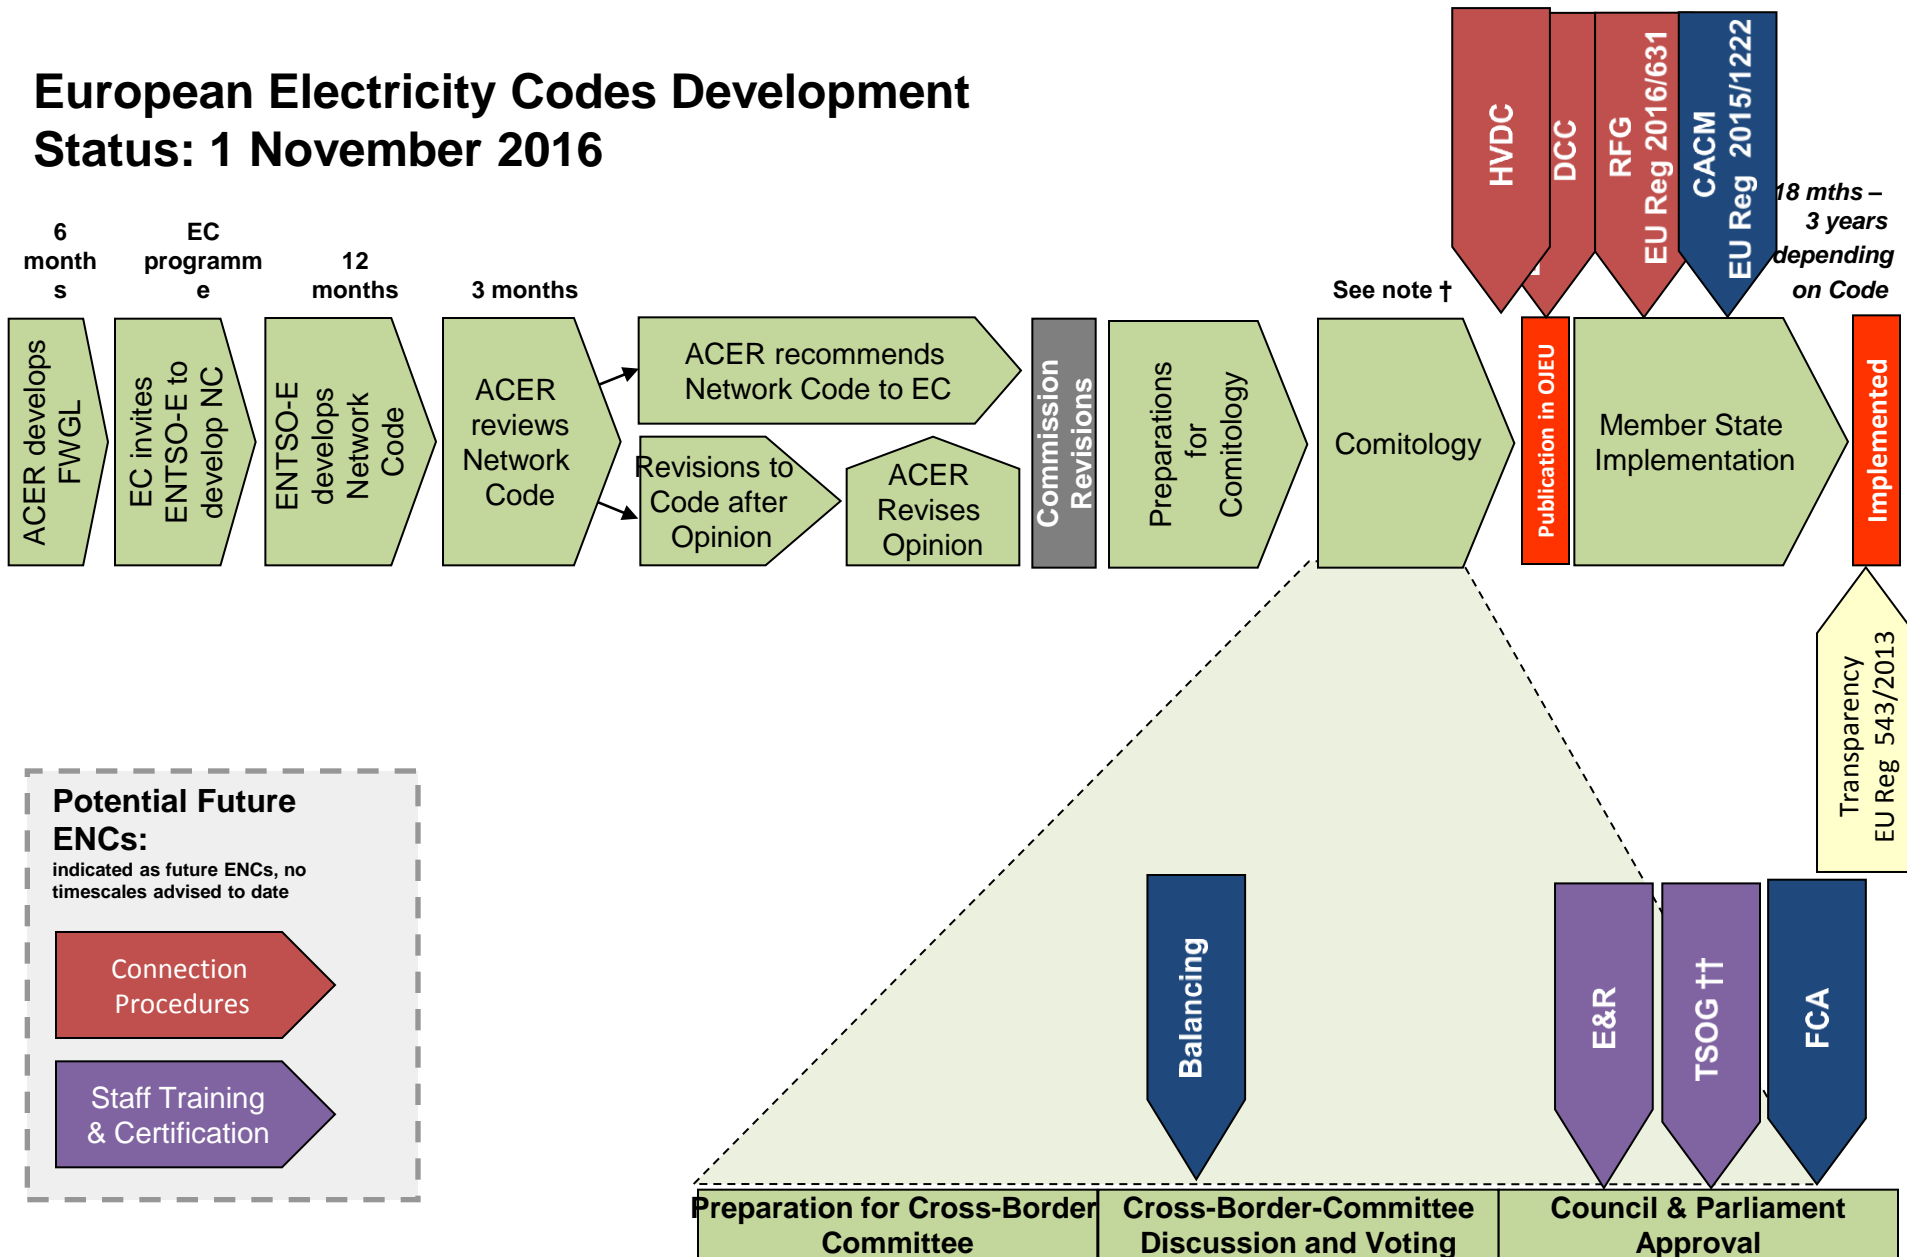 European Electricity Codes Development
Status: 1 November 2016
6
month
s
EC
programm
e
12
months
3 months
See note †
18 mths –
3 years
depending
on Code
HVDC
DCC
RFG
EU Reg 2016/631
CACM
EU Reg 2015/1222
ACER develops
FWGL
EC invites
ENTSO-E to
develop NC
ENTSO-E
develops
Network
Code
ACER
reviews
Network
Code
ACER recommends
Network Code to EC
Revisions to
Code after
Opinion
ACER
Revises
Opinion
Commission
Revisions
Preparations
for
Comitology
Comitology
Publication in OJEU
Member State
Implementation
Implemented
Transparency
EU Reg 543/2013
Potential Future
ENCs:
indicated as future ENCs, no
timescales advised to date
Connection
Procedures
Staff Training
& Certification
Balancing
E&R
TSOG ††
FCA
Preparation for Cross-Border
Committee
Cross-Border-Committee
Discussion and Voting
Council & Parliament
Approval